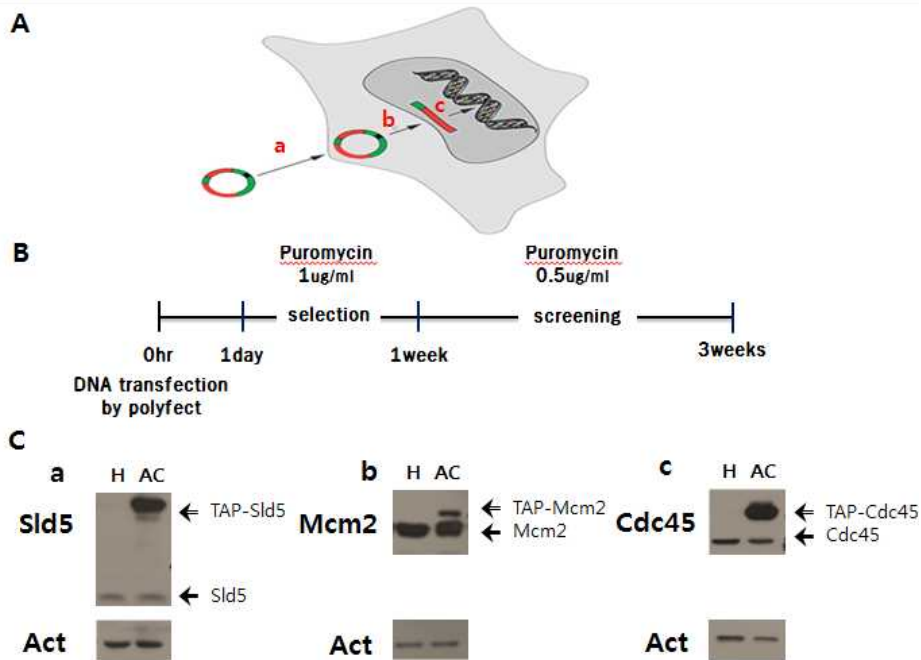 A
a
b
c
B
Puromycin
1ug/ml
Puromycin
0.5ug/ml
selection
screening
0hr
1day
1week
3weeks
DNA transfection
by polyfect
C
a
H AC
Sld5
TAP-Sld5
Sld5
Act
b
H AC
Mcm2
TAP-Mcm2
Mcm2
Act
c
H AC
Cdc45
TAP-Cdc45
Cdc45
Act